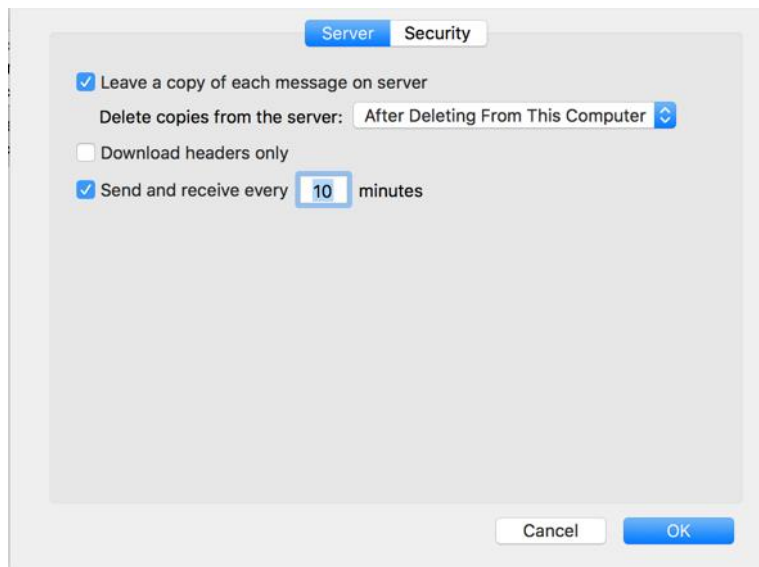 Server Security
Leave a copy of each message on server
Delete copies from the server: After Deleting From This Computer
Download headers only
Send and receive every 10 minutes
Cancel OK